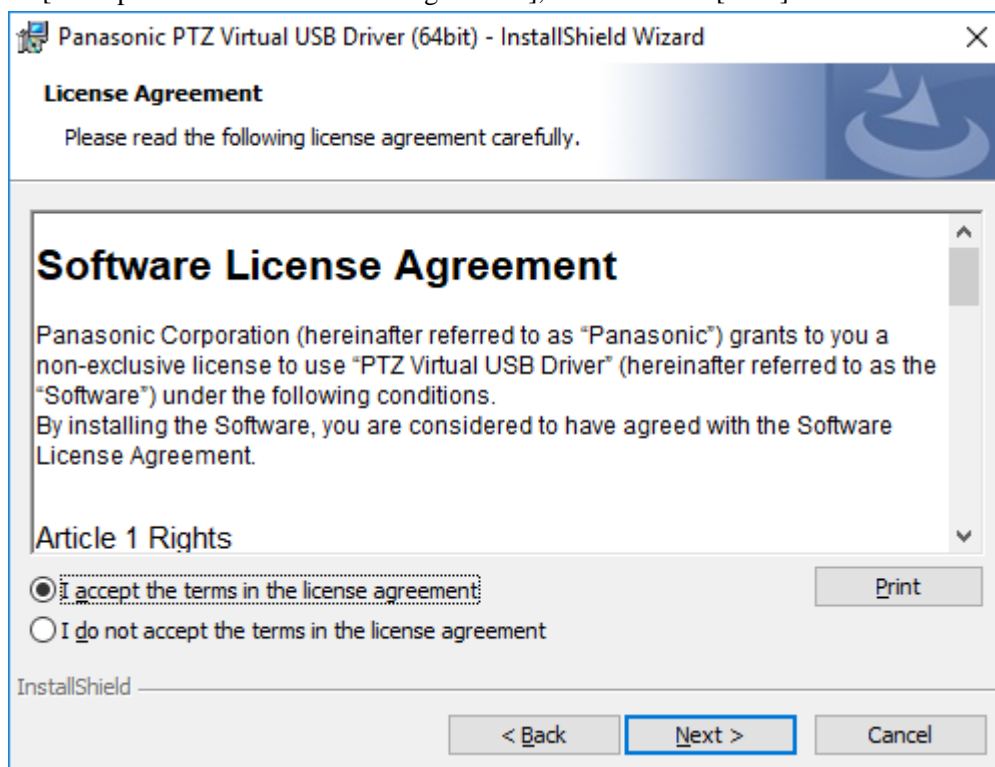 Panasonic PTZ Virtual USB Driver (64bit) - InstallShield Wizard
License Agreement
Please read the following license agreement carefully.
Software License Agreement
Panasonic Corporation (hereinafter referred to as “Panasonic”) grants to you a
non-exclusive license to use “PTZ Virtual USB Driver” (hereinafter referred to as the
“Software”) under the following conditions.
By installing the Software, you are considered to have agreed with the Software
License Agreement.
Article 1 Rights
I accept the terms in the license agreement
Print
I do not accept the terms in the license agreement
InstallShield
< Back
Next >
Cancel